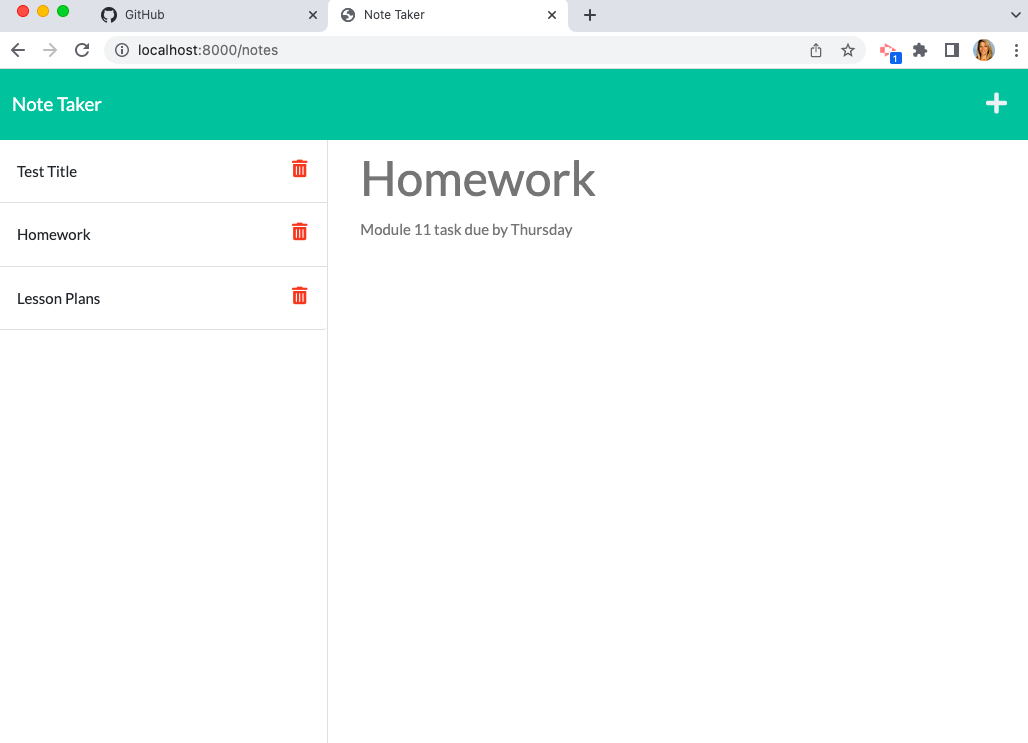 GitHub
Note Taker
localhost:8000/notes
1
Note Taker
Test Title
Homework
Lesson Plans
Homework
Module 11 task due by Thursday